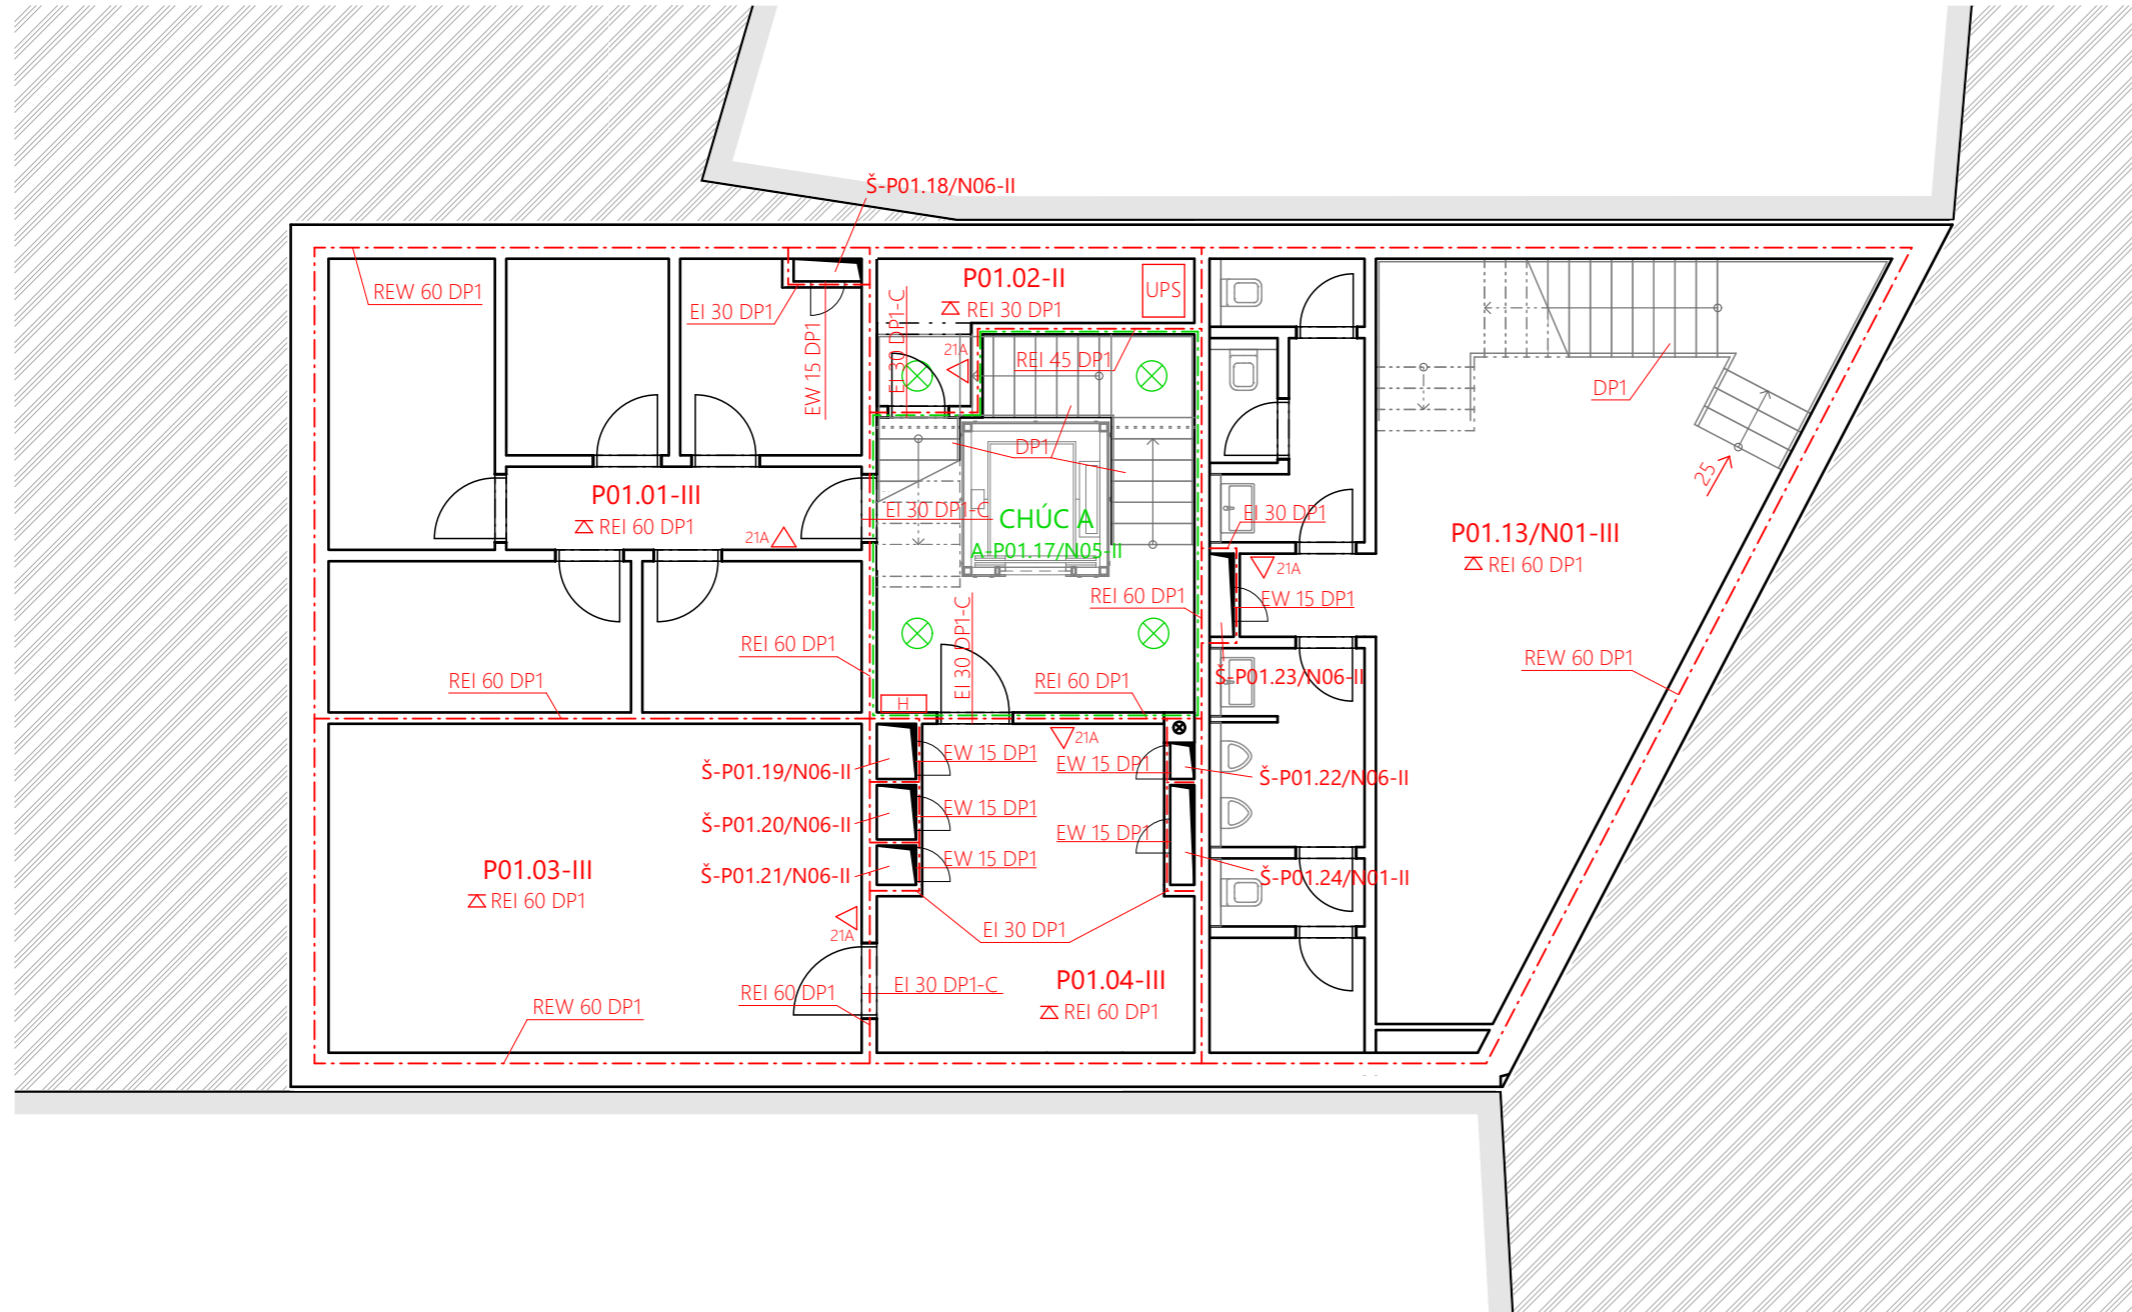 Š-P01.18/N06-II
P01.02-II
REI 30 DP1
UPS
REW 60 DP1
EI 30 DP1
EW 15 DP1
EI 30 DP1-C
21A
REI 45 DP1
DP1
DP1
25
P01.01-III
REI 60 DP1
21A
EI 30 DP1-C
CHÚC A
A-P01.17/N05-II
EI 30 DP1
P01.13/N01-III
REI 60 DP1
21A
EW 15 DP1
REI 60 DP1
EI 30 DP1-C
REI 60 DP1
REI 60 DP1
REI 60 DP1
Š-P01.23/N06-II
REW 60 DP1
H
21A
Š-P01.19/N06-II
EW 15 DP1
EW 15 DP1
Š-P01.22/N06-II
Š-P01.20/N06-II
EW 15 DP1
EW 15 DP1
Š-P01.21/N06-II
EW 15 DP1
Š-P01.24/N01-II
P01.03-III
REI 60 DP1
21A
EI 30 DP1
REI 60 DP1
EI 30 DP1-C
P01.04-III
REI 60 DP1
REW 60 DP1